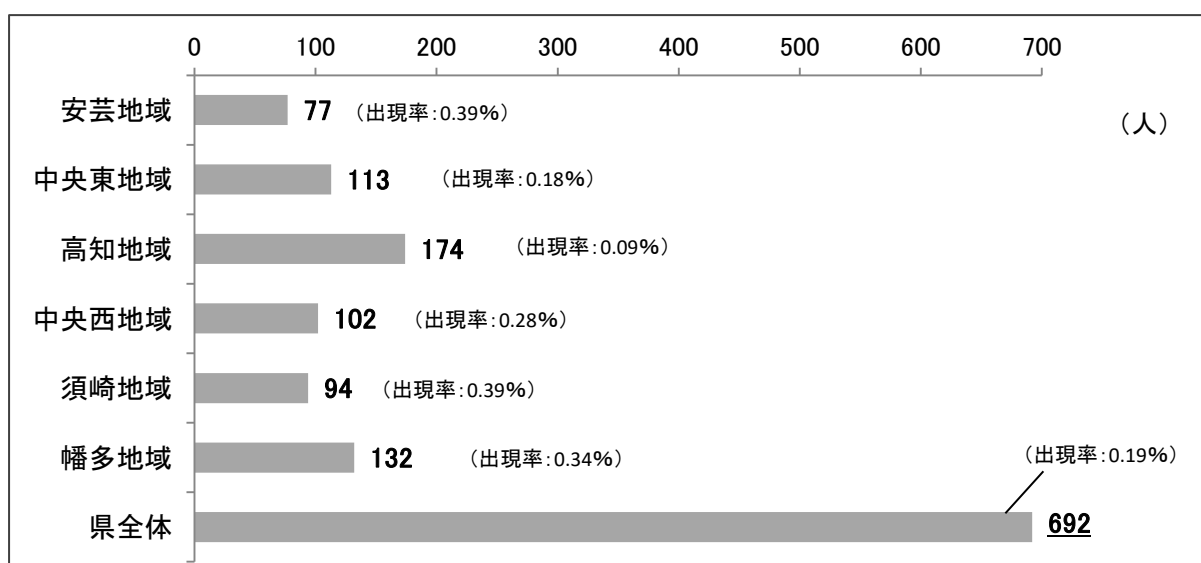 0 100 200 300 400 500 600 700
（人）
安芸地域 77 （出現率：0.39%）
中央東地域 113 （出現率：0.18%）
高知地域 174 （出現率：0.09%）
中央西地域 102 （出現率：0.28%）
須崎地域 94 （出現率：0.39%）
幡多地域 132 （出現率：0.34%）
（出現率：0.19%）
県全体 692